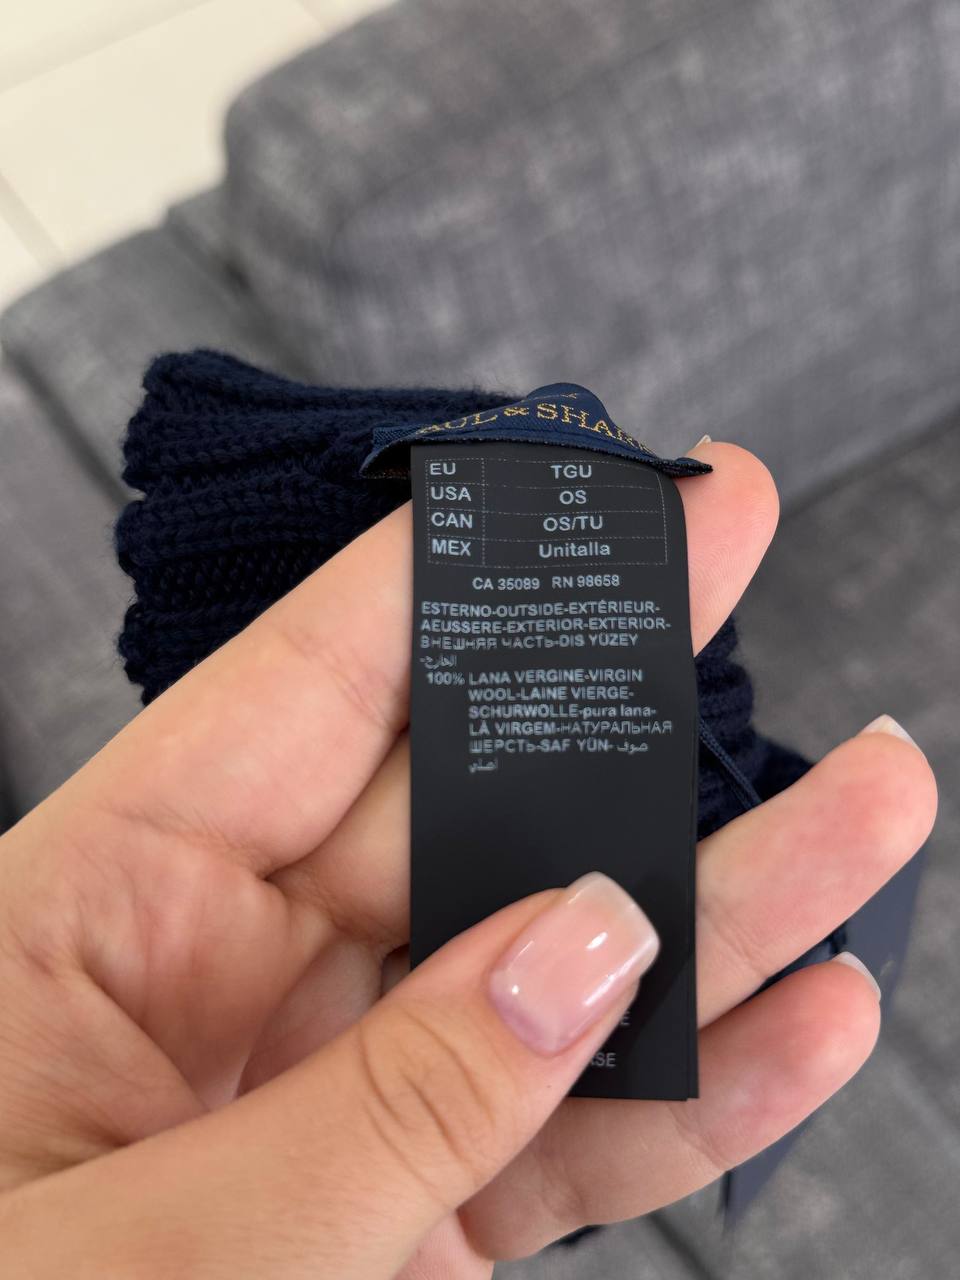 AUL & SHAR
EU TGU
USA OS
CAN OS/TU
MEX Unitalla
CA 35089 RN 98658
ESTERNO-OUTSIDE-EXTÉRIEUR-
AEUSSERE-EXTERIOR-EXTERIOR-
ВНЕШНЯЯ ЧАСТЬ-DIS YÜZEY
-الخارج
100% LANA VERGINE-VIRGIN
WOOL-LAINE VIERGE-
SCHURWOLLE-pura lana-
LÃ VIRGEM-НАТУРАЛЬНАЯ
ШЕРСТЬ-SAF YÜN- صوف
أصلي